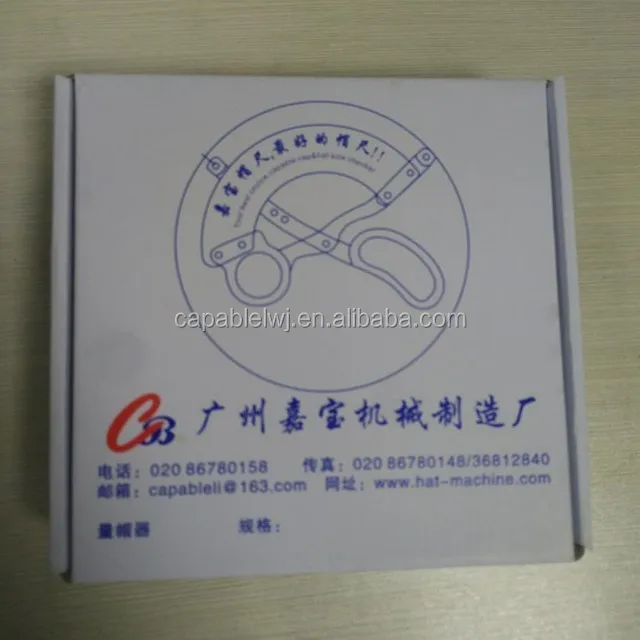 嘉宝帽尺,最好的帽尺!!
capablelwj.en.alibaba.com
广州嘉宝机械制造厂
电话：020 86780158 传真：020 86780148/36812840
邮箱：capableli@163.com 网址：www.hat-machine.com
量帽器 规格：